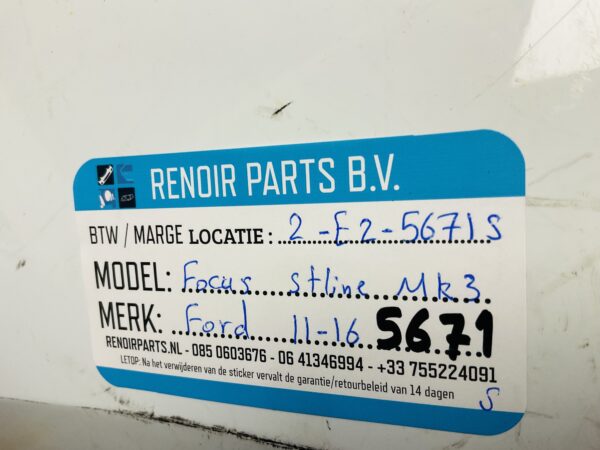 RENOIR PARTS B.V.
BTW / MARGE LOCATIE : 2-E2-5671S
MODEL: Focus stline Mk3
MERK: Ford 11-16 5671
RENOIRPARTS.NL - 085 0603676 - 06 41346994 - +33 755224091
LETOP: Na het verwijderen van de sticker vervalt de garantie/retourbeleid van 14 dagen
S